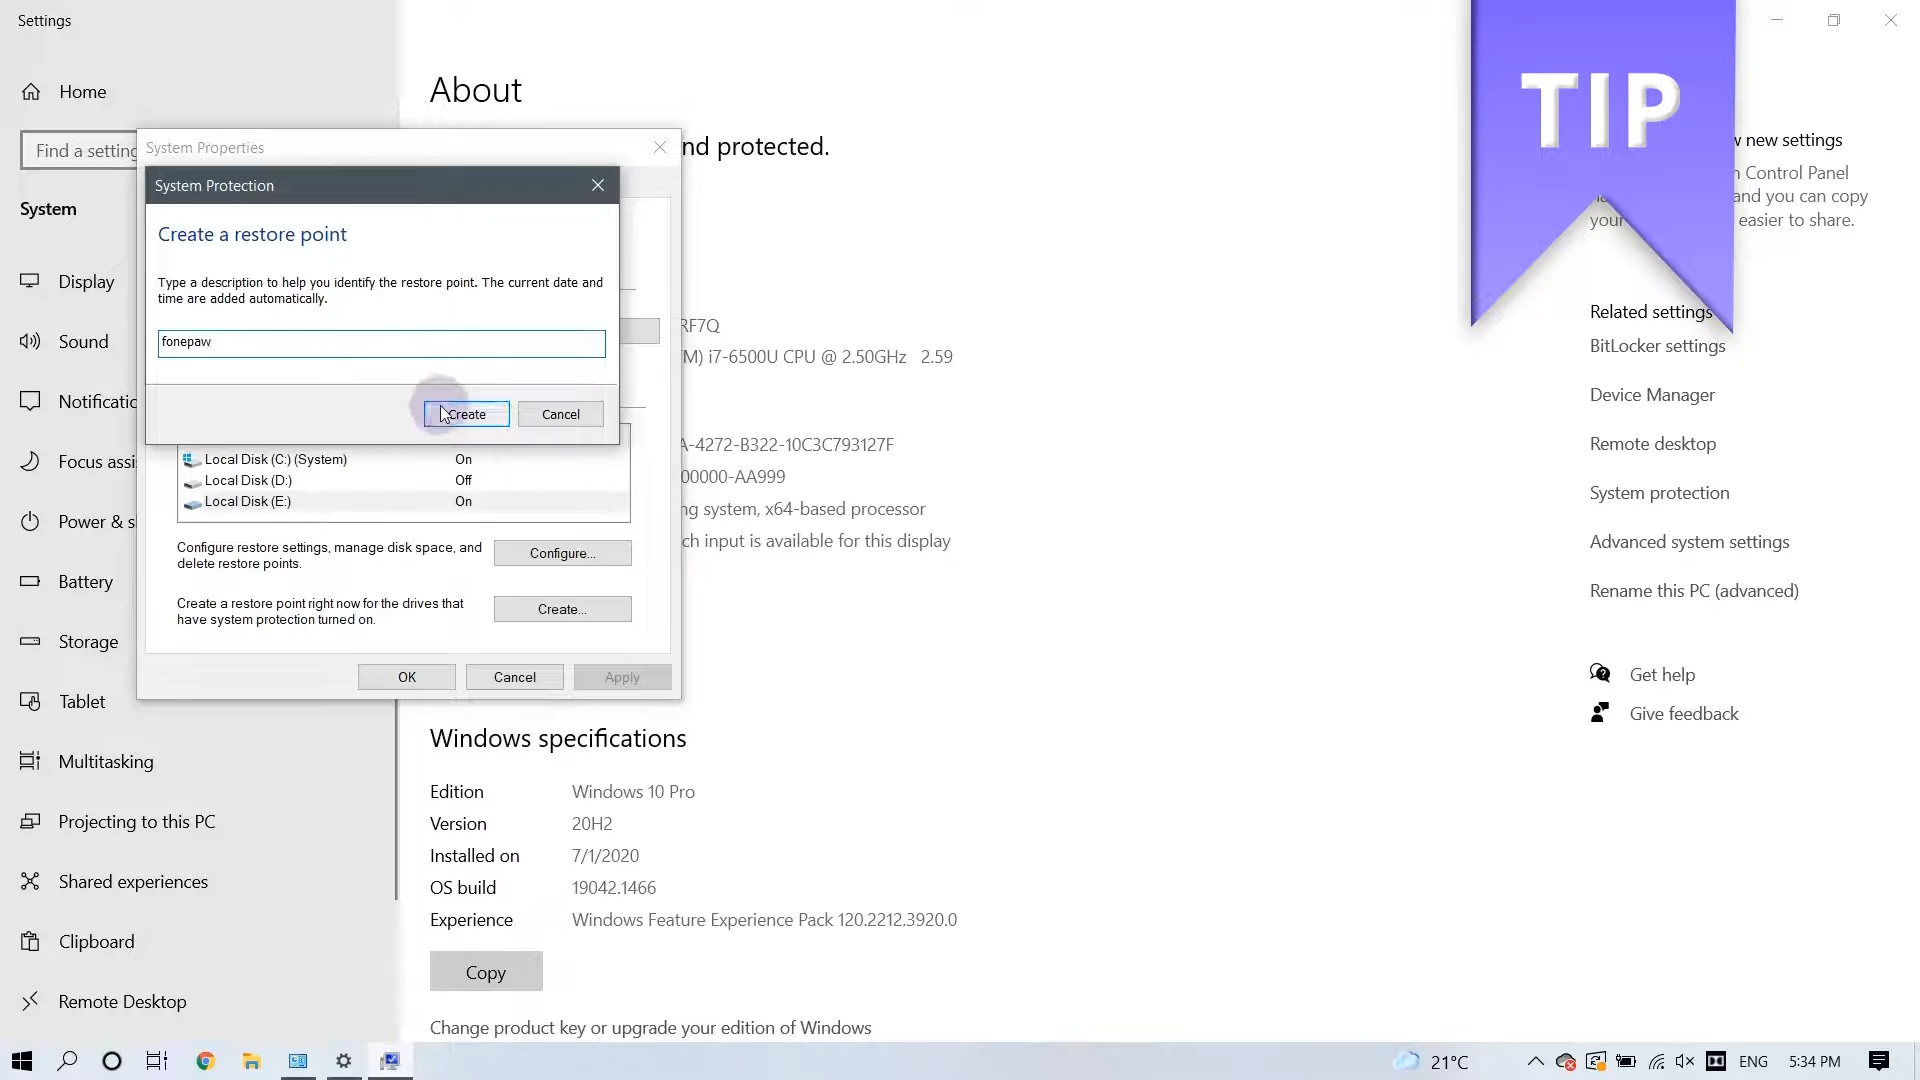 Settings
Home
Find a setting
System
Display
Sound
Notificatio
Focus assi
Power & sl
Battery
Storage
Tablet
Multitasking
Projecting to this PC
Shared experiences
Clipboard
Remote Desktop
System Properties
System Protection
Create a restore point
Type a description to help you identify the restore point. The current date and
time are added automatically.
fonepaw
Create
Cancel
Local Disk (C:) (System) On
Local Disk (D:) Off
Local Disk (E:) On
Configure restore settings, manage disk space, and
delete restore points.
Configure...
Create a restore point right now for the drives that
have system protection turned on.
Create...
OK
Cancel
Apply
About
nd protected.
RF7Q
M) i7-6500U CPU @ 2.50GHz 2.59
A-4272-B322-10C3C793127F
00000-AA999
ng system, x64-based processor
ch input is available for this display
Windows specifications
Edition Windows 10 Pro
Version 20H2
Installed on 7/1/2020
OS build 19042.1466
Experience Windows Feature Experience Pack 120.2212.3920.0
Copy
Change product key or upgrade your edition of Windows
TIP
w new settings
Control Panel
and you can copy
your easier to share.
Related settings
BitLocker settings
Device Manager
Remote desktop
System protection
Advanced system settings
Rename this PC (advanced)
Get help
Give feedback
21°C
ENG
5:34 PM